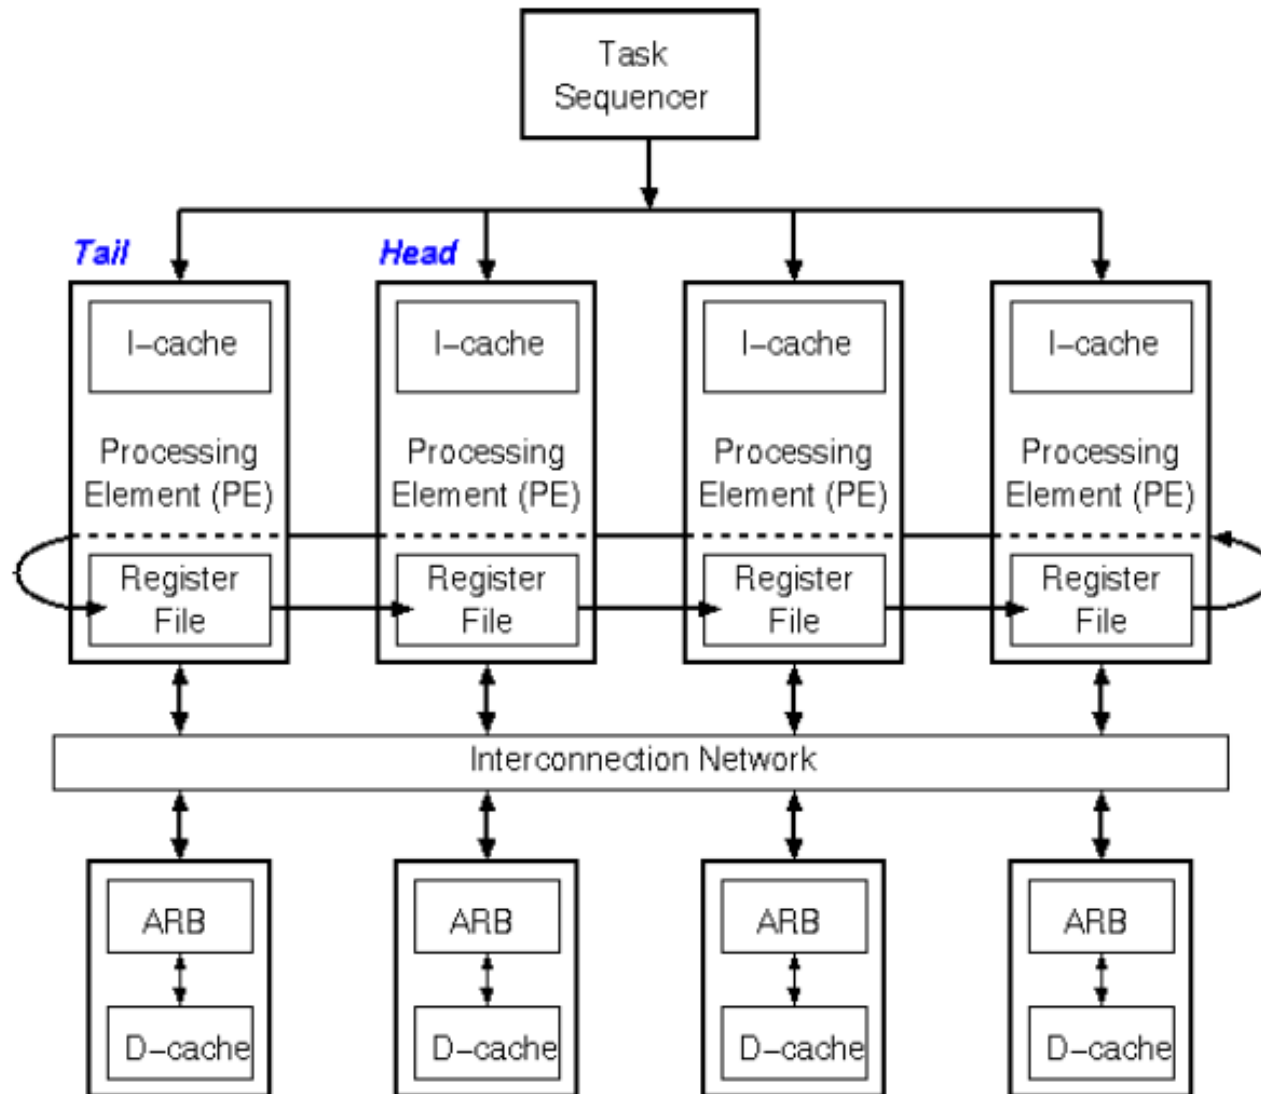 Task
Sequencer
Tail
Head
I-cache
I-cache
I-cache
I-cache
Processing
Element (PE)
Processing
Element (PE)
Processing
Element (PE)
Processing
Element (PE)
Register
File
Register
File
Register
File
Register
File
Interconnection Network
ARB
ARB
ARB
ARB
D-cache
D-cache
D-cache
D-cache